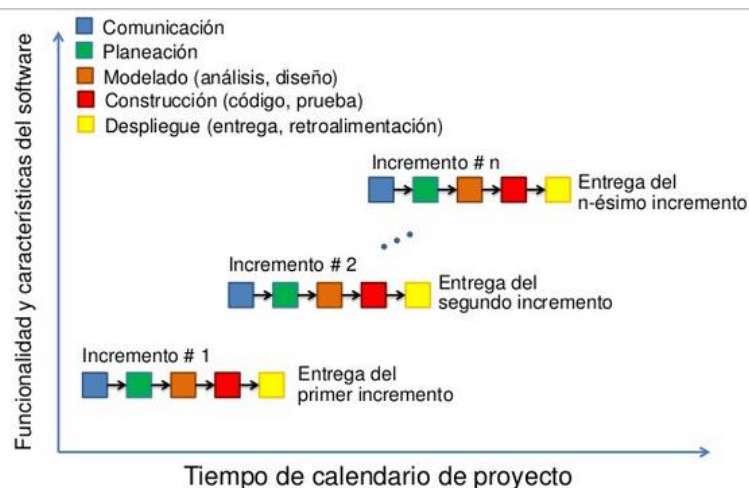 Funcionalidad y características del software
Comunicación
Planeación
Modelado (análisis, diseño)
Construcción (código, prueba)
Despliegue (entrega, retroalimentación)
Incremento # n
Entrega del
n-ésimo incremento
Incremento # 2
Entrega del
segundo incremento
Incremento # 1
Entrega del
primer incremento
Tiempo de calendario de proyecto